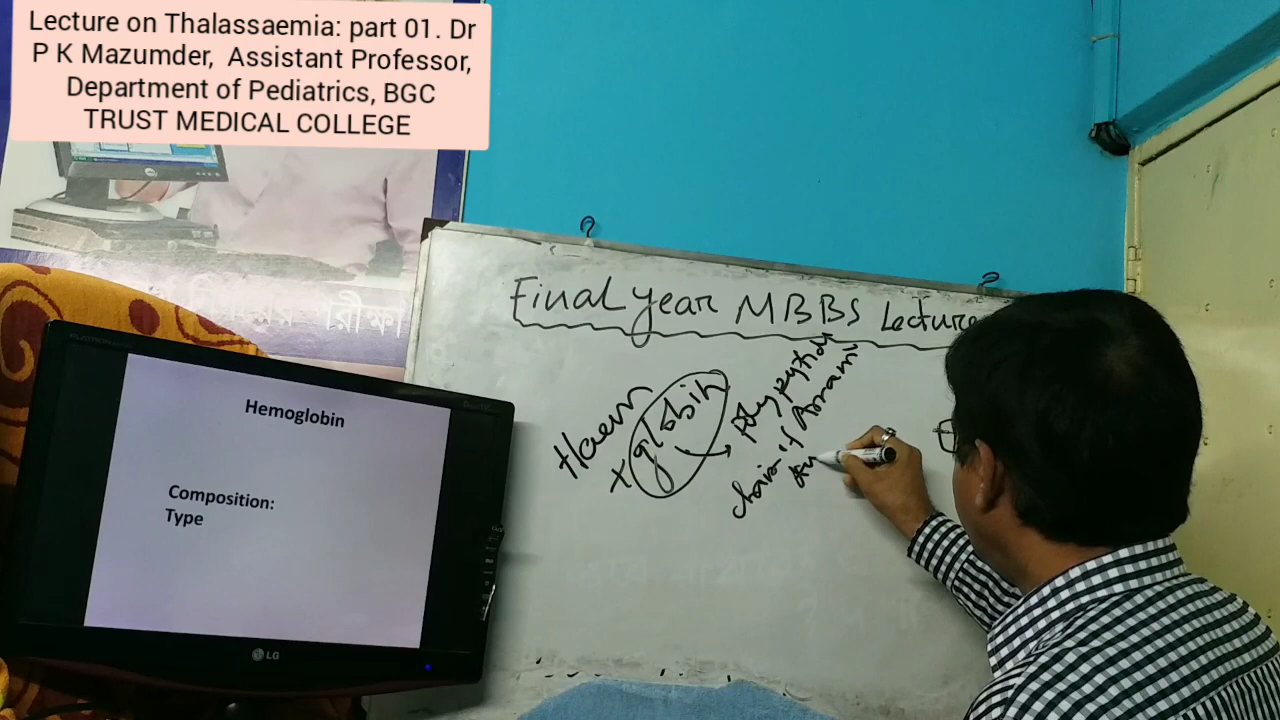 Lecture on Thalassaemia: part 01. Dr
P K Mazumder, Assistant Professor,
Department of Pediatrics, BGC
TRUST MEDICAL COLLEGE
Final year MBBS Lecture
Haem
+ globin
Polypeptide
chain of
Hemoglobin
Composition:
Type
LG